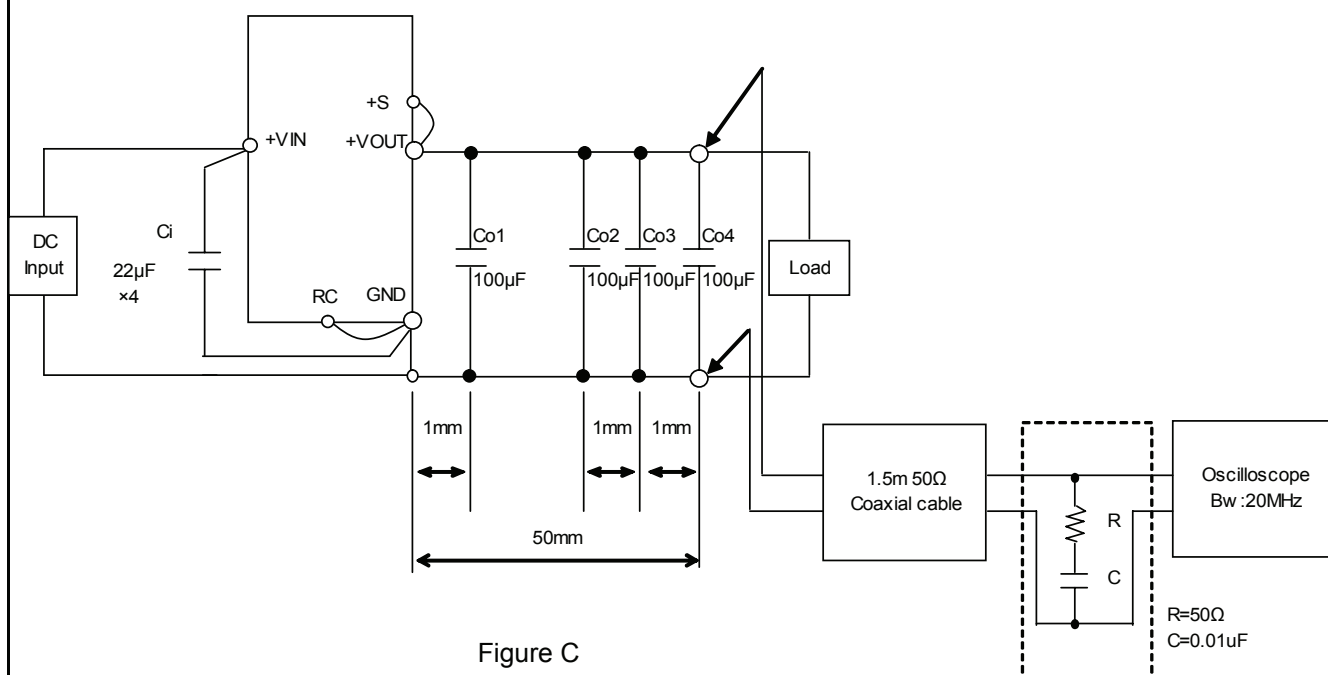 +S
+VIN
+VOUT
DC
Input
Ci
22µF
×4
RC
GND
Co1
100µF
Co2
100µF
Co3
100µF
Co4
100µF
Load
1mm
1mm
1mm
50mm
1.5m 50Ω
Coaxial cable
R
C
Oscilloscope
Bw :20MHz
R=50Ω
C=0.01uF
Figure C